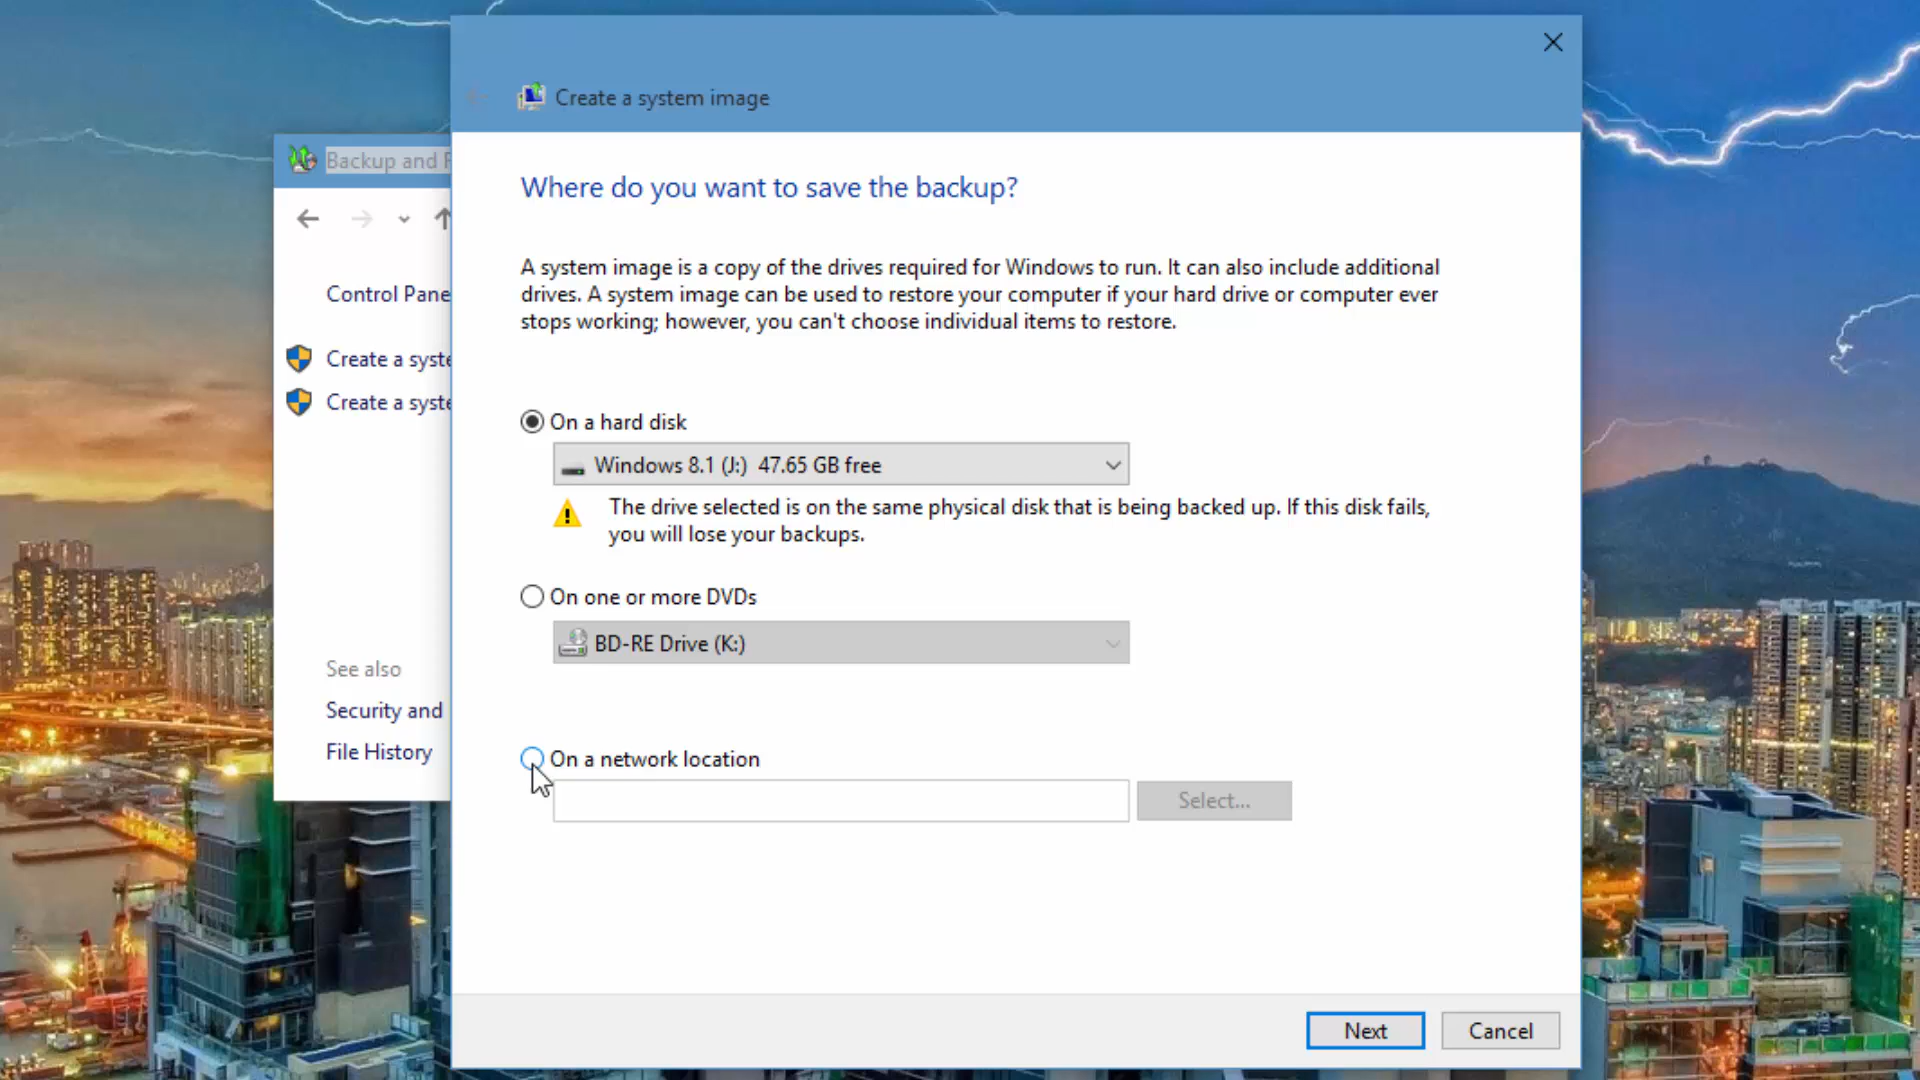 Create a system image
Backup and
Where do you want to save the backup?
A system image is a copy of the drives required for Windows to run. It can also include additional
drives. A system image can be used to restore your computer if your hard drive or computer ever
stops working; however, you can't choose individual items to restore.
Control Pane
Create a syste
Create a syste
On a hard disk
Windows 8.1 (J:) 47.65 GB free
The drive selected is on the same physical disk that is being backed up. If this disk fails,
you will lose your backups.
On one or more DVDs
BD-RE Drive (K:)
See also
Security and
File History
On a network location
Select...
Next
Cancel